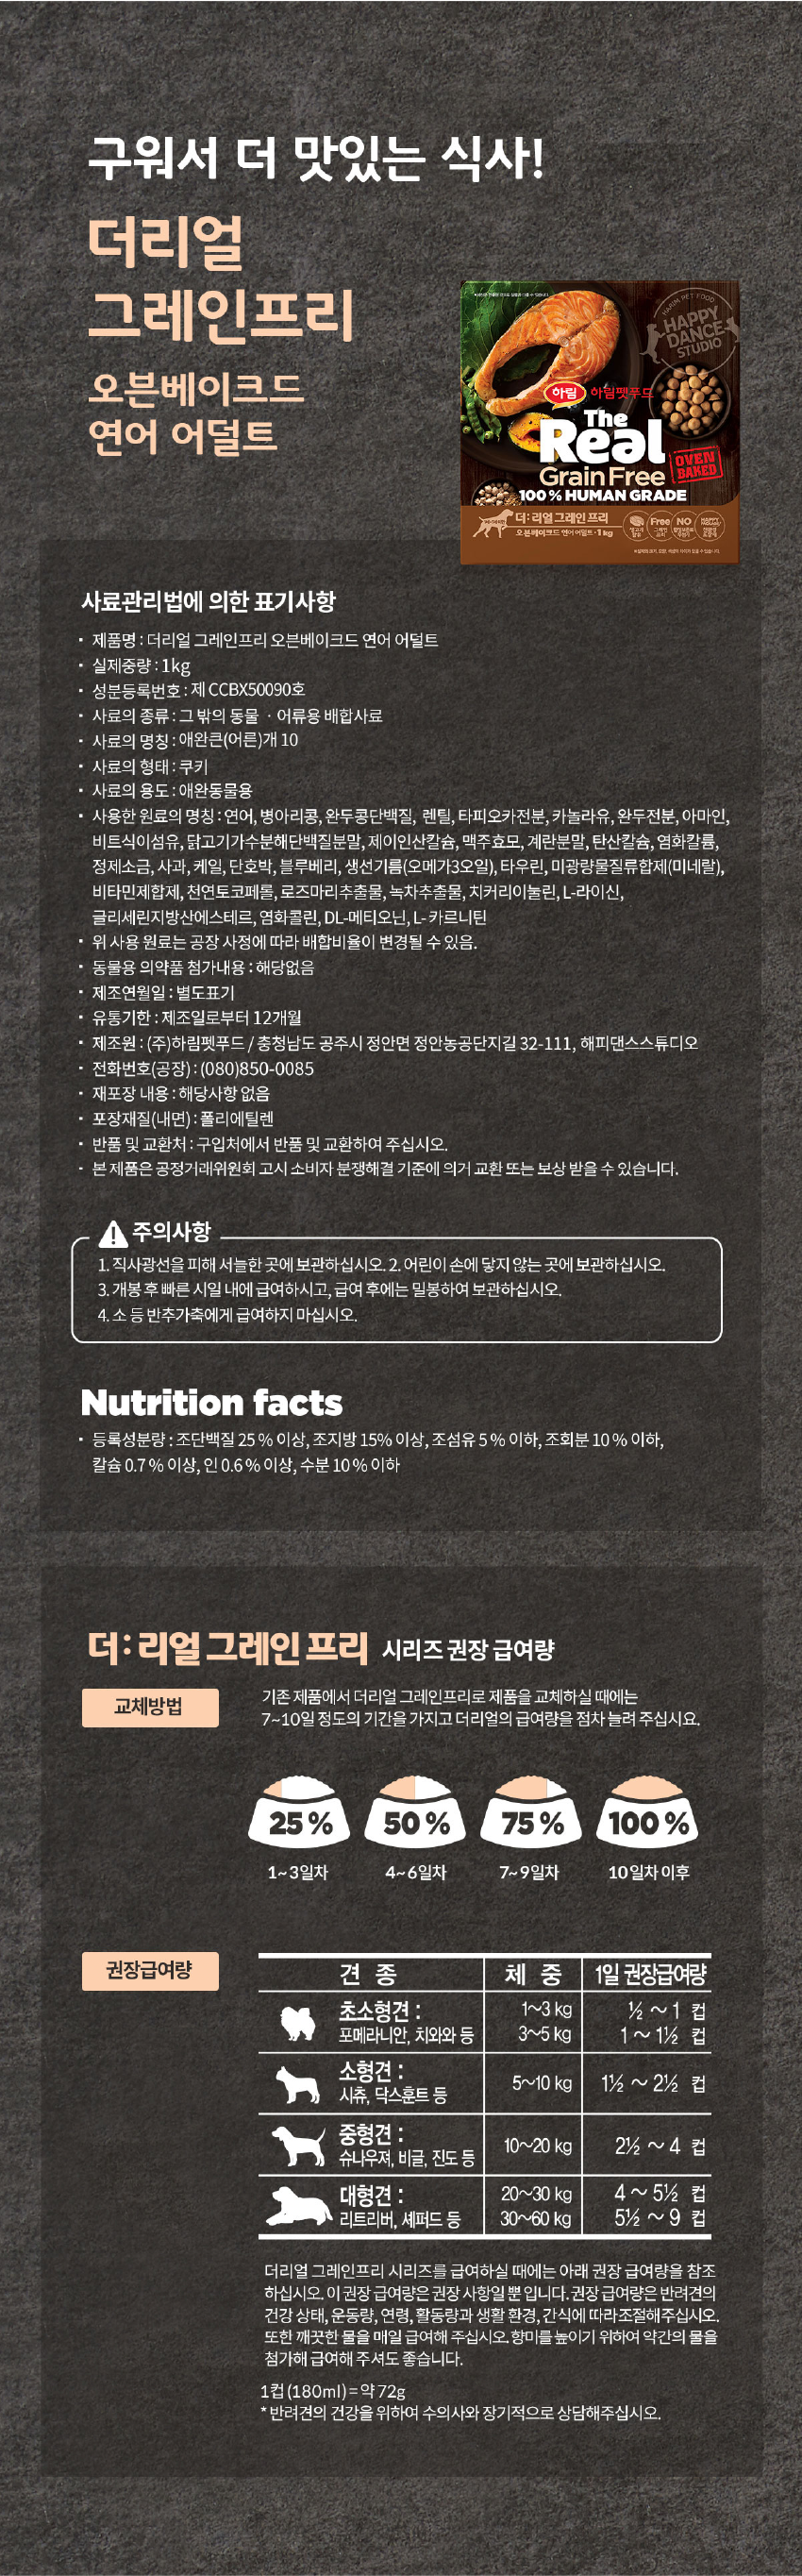 구워서 더 맛있는 식사!
더리얼
그레인프리
오븐베이크드
연어 어덜트
HARIM PET FOOD
HAPPY
DANCE
STUDIO
하림 하림펫푸드
The
Real
Grain Free
OVEN
BAKED
100% HUMAN GRADE
더:리얼 그레인 프리
오븐베이크드 연어 어덜트·1kg
Free
NO
사료관리법에 의한 표기사항
· 제품명 : 더리얼 그레인프리 오븐베이크드 연어 어덜트
· 실제중량 : 1kg
· 성분등록번호 : 제 CCBX50090호
· 사료의 종류 : 그 밖의 동물 · 어류용 배합사료
· 사료의 명칭 : 애완큰(어른)개 10
· 사료의 형태 : 쿠키
· 사료의 용도 : 애완동물용
· 사용한 원료의 명칭 : 연어, 병아리콩, 완두콩단백질, 렌틸, 타피오카전분, 카놀라유, 완두전분, 아마인,
비트식이섬유, 닭고기가수분해단백질분말, 제이인산칼슘, 맥주효모, 계란분말, 탄산칼슘, 염화칼륨,
정제소금, 사과, 케일, 단호박, 블루베리, 생선기름(오메가3오일), 타우린, 미광량물질류합제(미네랄),
비타민제합제, 천연토코페롤, 로즈마리추출물, 녹차추출물, 치커리이눌린, L-라이신,
글리세린지방산에스테르, 염화콜린, DL-메티오닌, L- 카르니틴
· 위 사용 원료는 공장 사정에 따라 배합비율이 변경될 수 있음.
· 동물용 의약품 첨가내용 : 해당없음
· 제조연월일 : 별도표기
· 유통기한 : 제조일로부터 12개월
· 제조원 : (주)하림펫푸드 / 충청남도 공주시 정안면 정안농공단지길 32-111, 해피댄스스튜디오
· 전화번호(공장) : (080)850-0085
· 재포장 내용 : 해당사항 없음
· 포장재질(내면) : 폴리에틸렌
· 반품 및 교환처 : 구입처에서 반품 및 교환하여 주십시오.
· 본 제품은 공정거래위원회 고시 소비자 분쟁해결 기준에 의거 교환 또는 보상 받을 수 있습니다.
주의사항
1. 직사광선을 피해 서늘한 곳에 보관하십시오. 2. 어린이 손에 닿지 않는 곳에 보관하십시오.
3. 개봉 후 빠른 시일 내에 급여하시고, 급여 후에는 밀봉하여 보관하십시오.
4. 소 등 반추가축에게 급여하지 마십시오.
Nutrition facts
· 등록성분량 : 조단백질 25 % 이상, 조지방 15% 이상, 조섬유 5 % 이하, 조회분 10 % 이하,
칼슘 0.7 % 이상, 인 0.6 % 이상, 수분 10 % 이하
더:리얼 그레인 프리 시리즈 권장 급여량
교체방법
기존 제품에서 더리얼 그레인프리로 제품을 교체하실 때에는
7~10일 정도의 기간을 가지고 더리얼의 급여량을 점차 늘려 주십시요.
25 % 50 % 75 % 100 %
1~3일차 4~6일차 7~9일차 10일차 이후
권장급여량
견 종 체 중 1일 권장급여량
초소형견 : 1~3 kg ½ ~ 1 컵
포메라니안, 치와와 등 3~5 kg 1 ~ 1½ 컵
소형견 :
시츄, 닥스훈트 등 5~10 kg 1½ ~ 2½ 컵
중형견 :
슈나우져, 비글, 진도 등 10~20 kg 2½ ~ 4 컵
대형견 : 20~30 kg 4 ~ 5½ 컵
리트리버, 셰퍼드 등 30~60 kg 5½ ~ 9 컵
더리얼 그레인프리 시리즈를 급여하실 때에는 아래 권장 급여량을 참조
하십시오. 이 권장 급여량은 권장 사항일 뿐 입니다. 권장 급여량은 반려견의
건강 상태, 운동량, 연령, 활동량과 생활 환경, 간식에 따라 조절해주십시오.
또한 깨끗한 물을 매일 급여해 주십시오. 향미를 높이기 위하여 약간의 물을
첨가해 급여해 주셔도 좋습니다.
1컵 (180ml) = 약 72g
* 반려견의 건강을 위하여 수의사와 장기적으로 상담해주십시오.